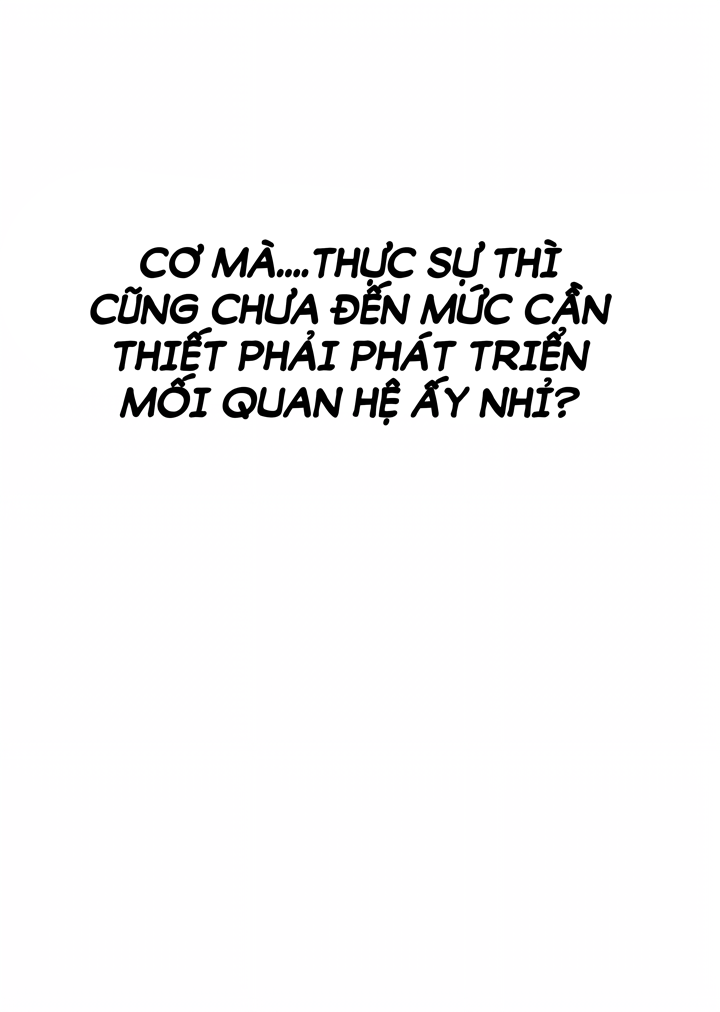 CƠ MÀ....THỰC SỰ THÌ
CŨNG CHƯA ĐẾN MỨC CẦN
THIẾT PHẢI PHÁT TRIỂN
MỐI QUAN HỆ ẤY NHỈ?